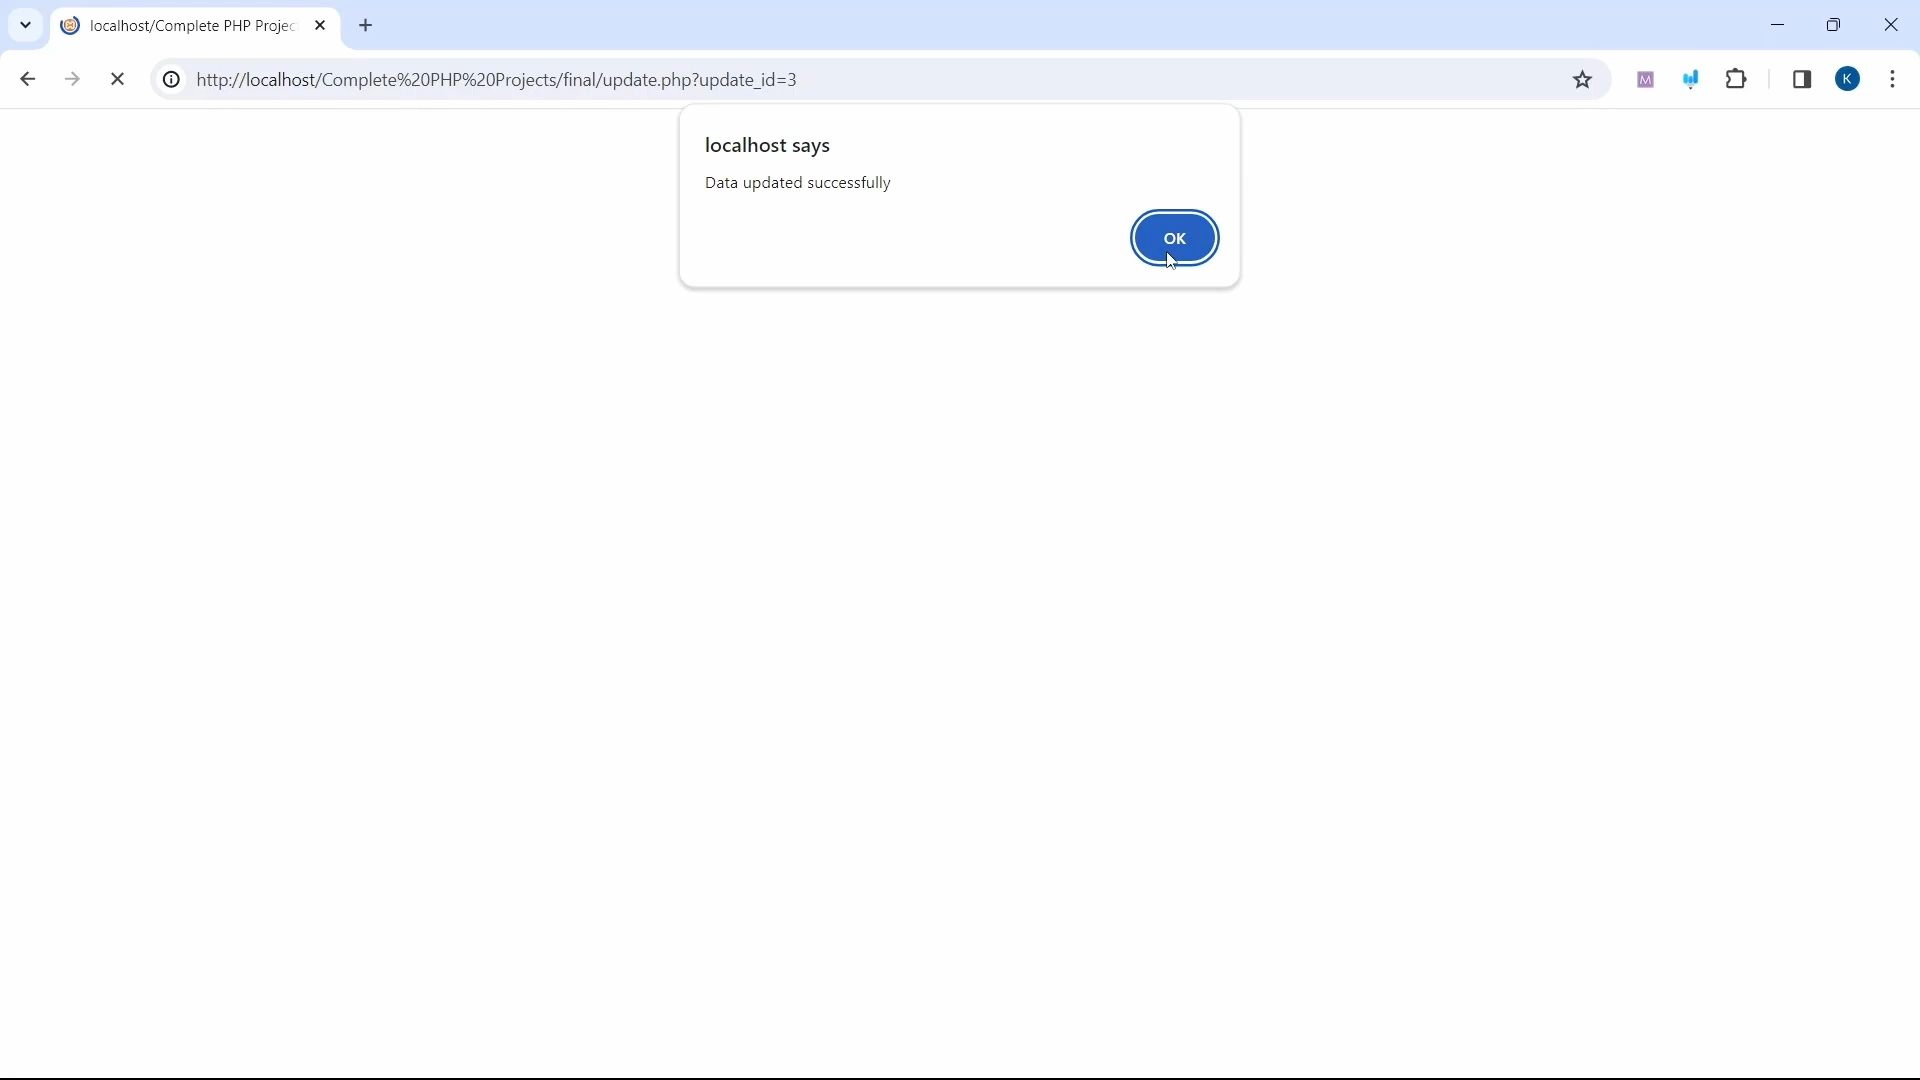 localhost/Complete PHP Projec
http://localhost/Complete%20PHP%20Projects/final/update.php?update_id=3
M
K
localhost says
Data updated successfully
OK